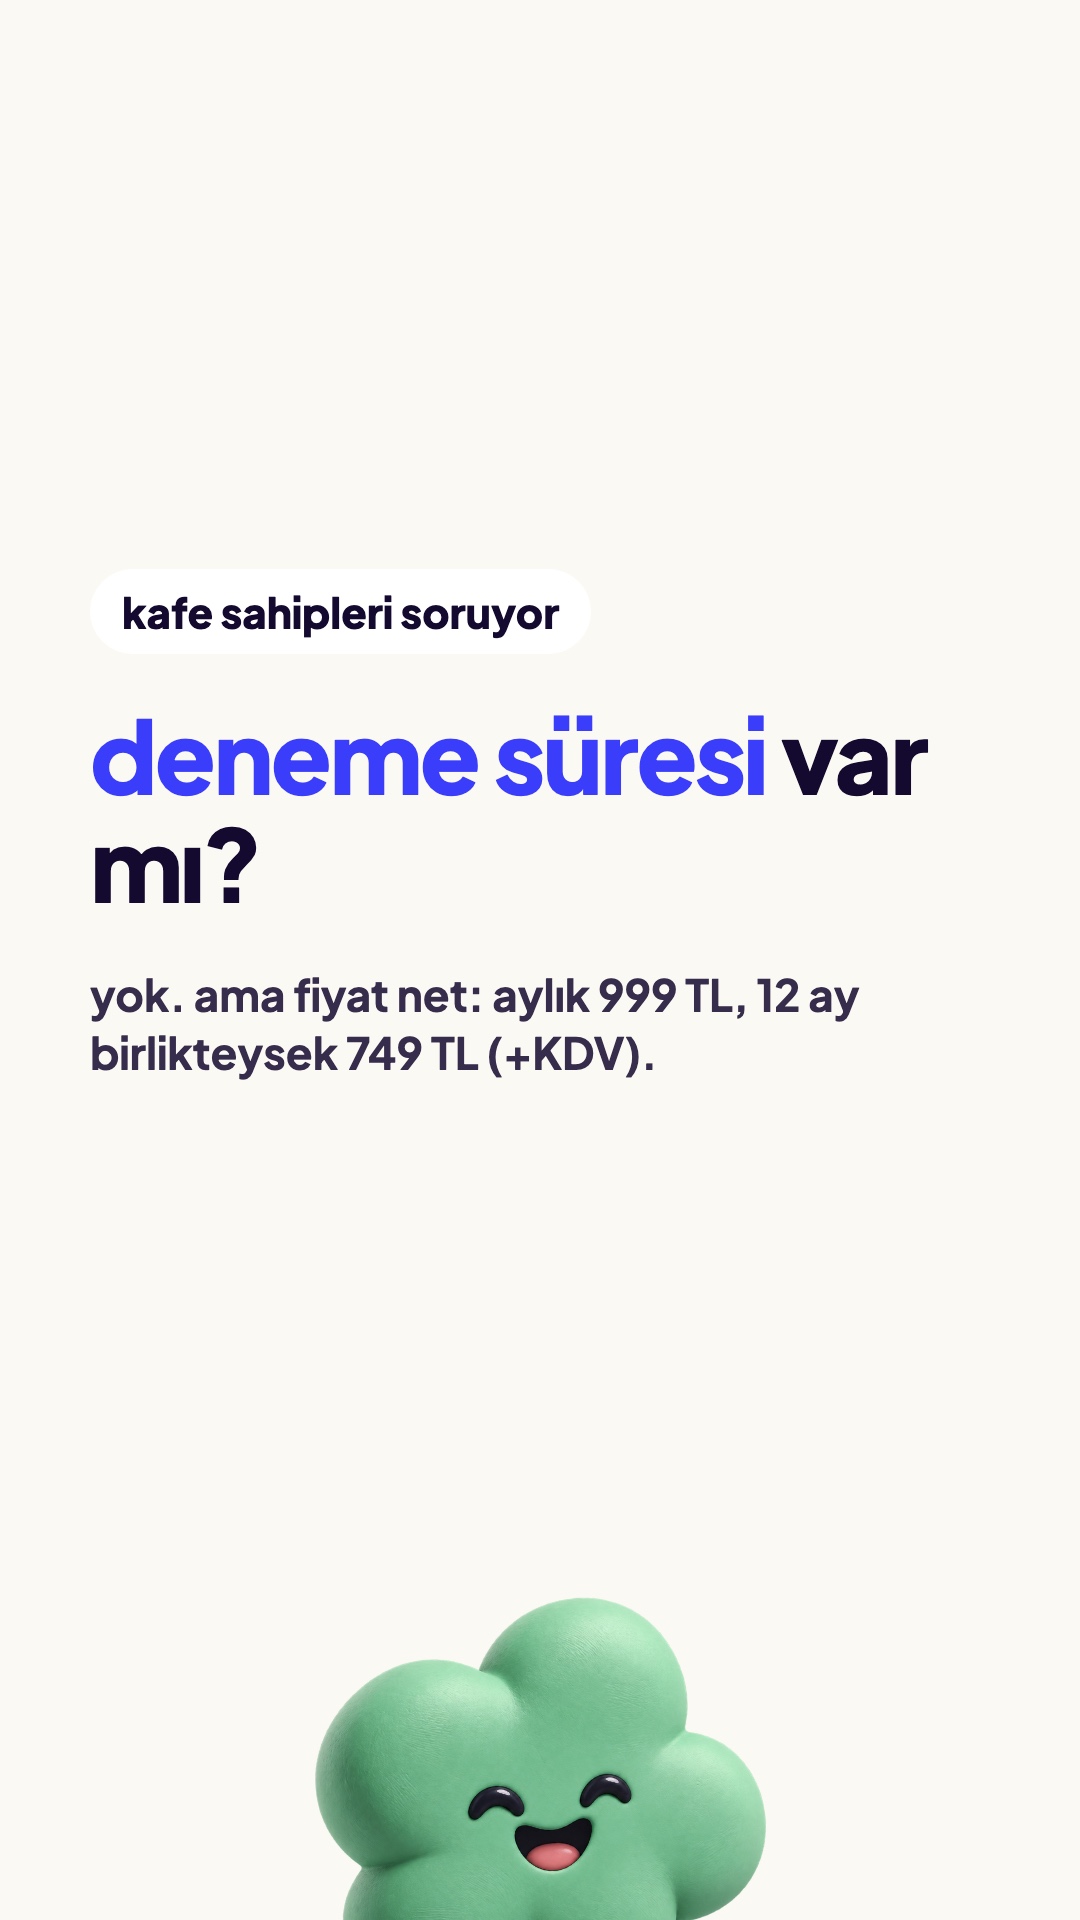 kafe sahipleri soruyor
deneme süresi var
mı?
yok. ama fiyat net: aylık 999 TL, 12 ay
birlikteysek 749 TL (+KDV).